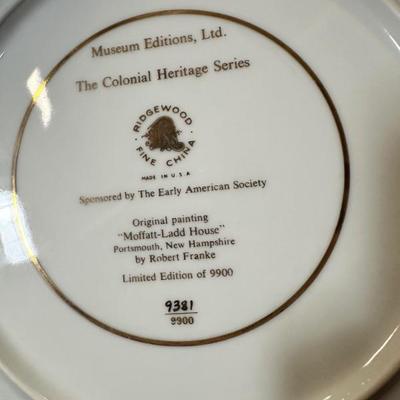 Museum Editions, Ltd.
The Colonial Heritage Series
RIDGEWOOD
FINE CHINA
MADE IN U.S.A.
Sponsored by The Early American Society
Original painting
"Moffatt-Ladd House"
Portsmouth, New Hampshire
by Robert Franke
Limited Edition of 9900
9381
9900